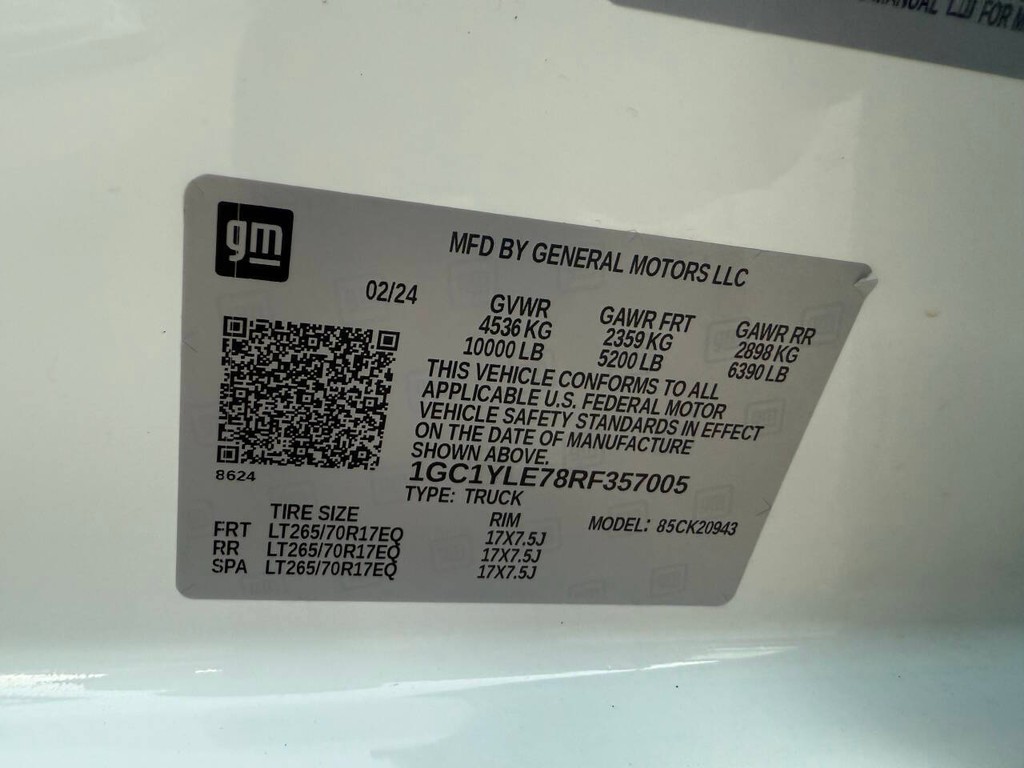 MANUAL
FOR
gm
MFD BY GENERAL MOTORS LLC
02/24
GVWR GAWR FRT GAWR RR
4536 KG 2359 KG 2898 KG
10000 LB 5200 LB 6390 LB
THIS VEHICLE CONFORMS TO ALL
APPLICABLE U.S. FEDERAL MOTOR
VEHICLE SAFETY STANDARDS IN EFFECT
ON THE DATE OF MANUFACTURE
SHOWN ABOVE.
8624
1GC1YLE78RF357005
TYPE: TRUCK
MODEL: 85CK20943
TIRE SIZE RIM
FRT LT265/70R17EQ 17X7.5J
RR LT265/70R17EQ 17X7.5J
SPA LT265/70R17EQ 17X7.5J